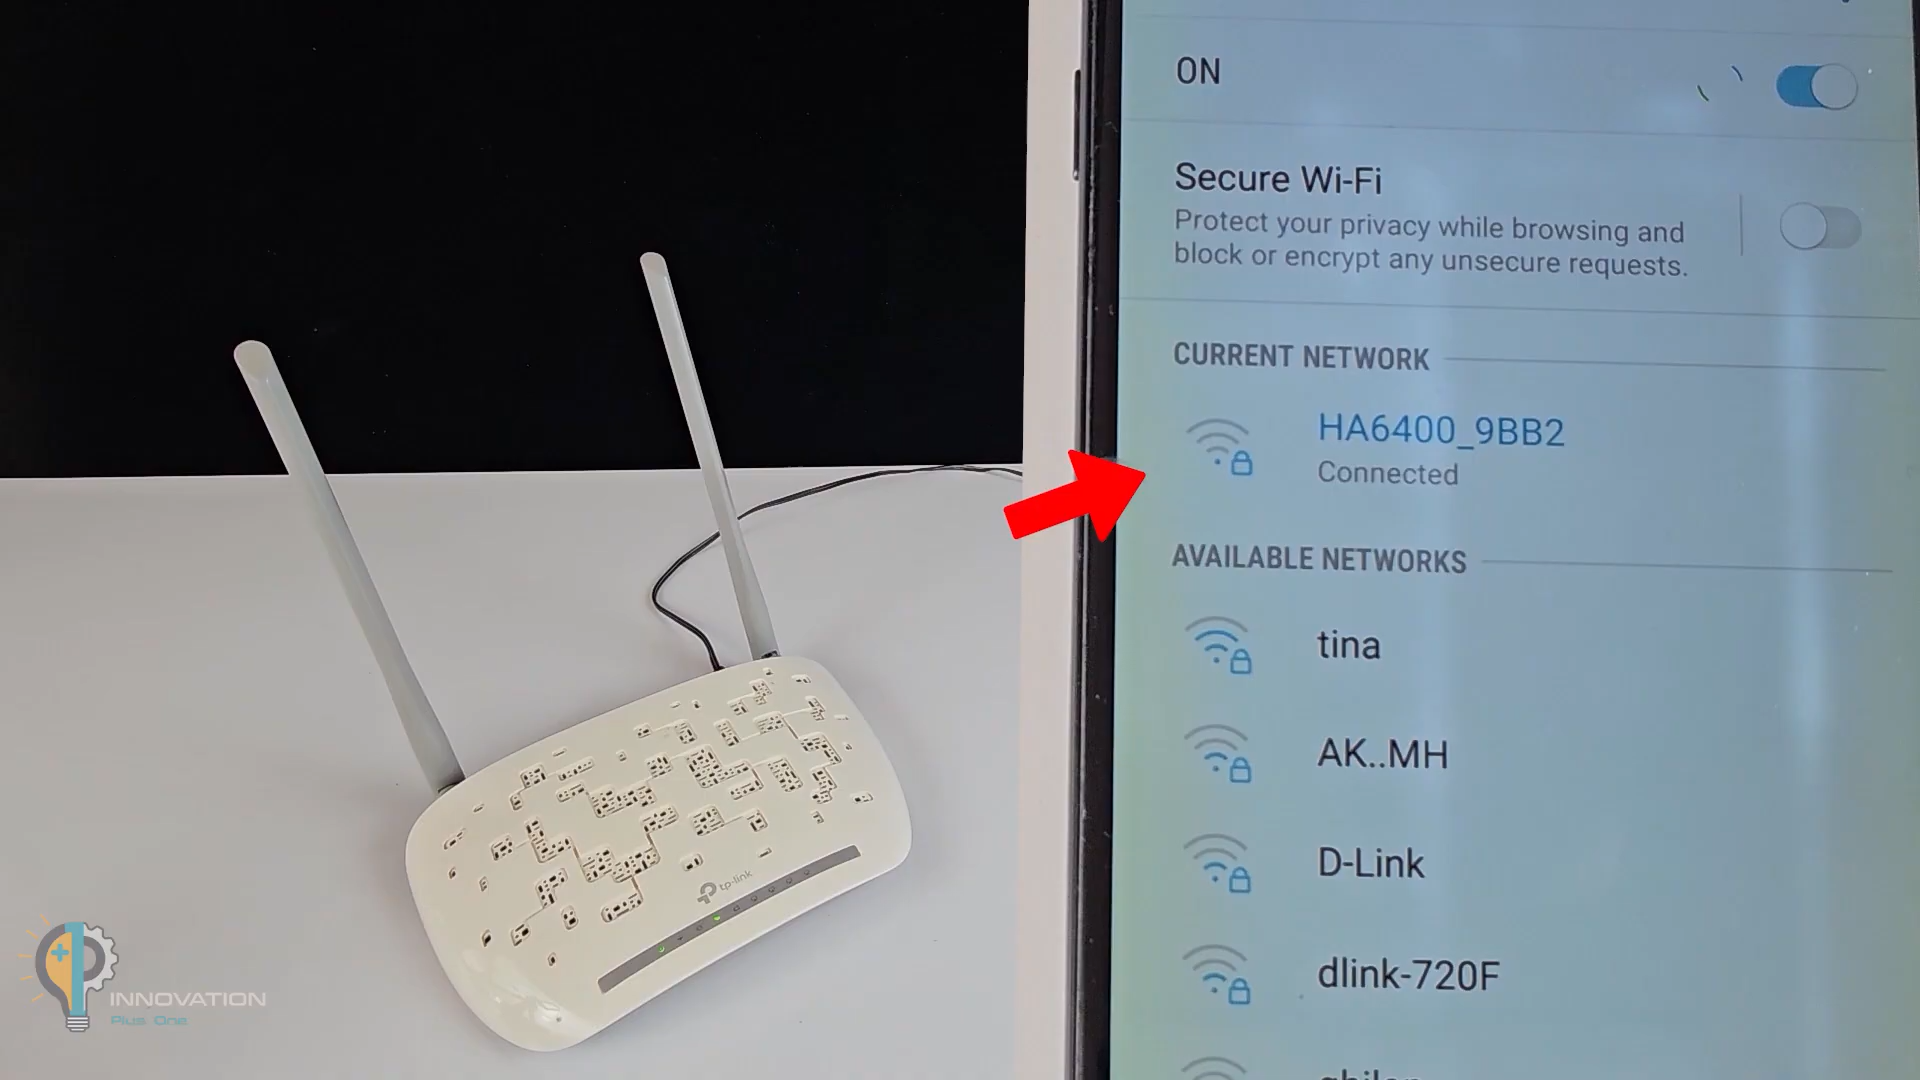 ON
Secure Wi-Fi
Protect your privacy while browsing and
block or encrypt any unsecure requests.
CURRENT NETWORK
HA6400_9BB2
Connected
AVAILABLE NETWORKS
tina
AK..MH
D-Link
dlink-720F
tp-link
INNOVATION
Plus One